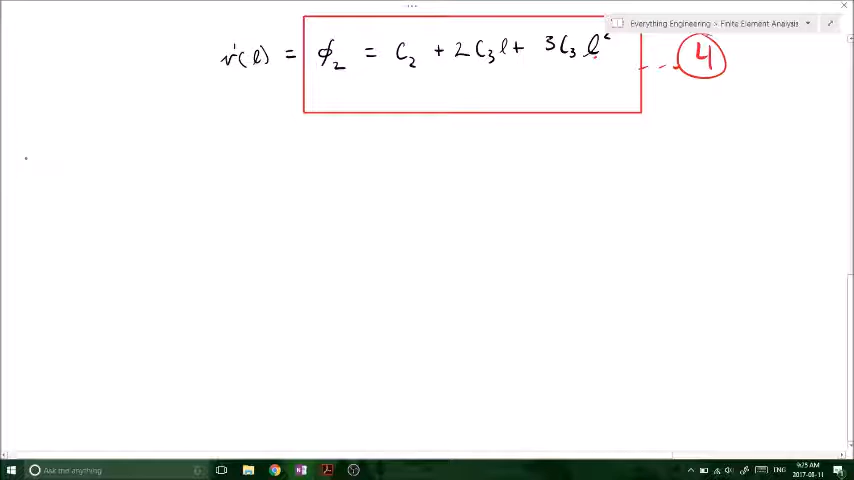 Everything Engineering > Finite Element Analysis
v'(l) = ϕ₂ = C₂ + 2C₃l + 3C₃l² 4
Ask me anything
ENG
9:25 AM
2017-08-11